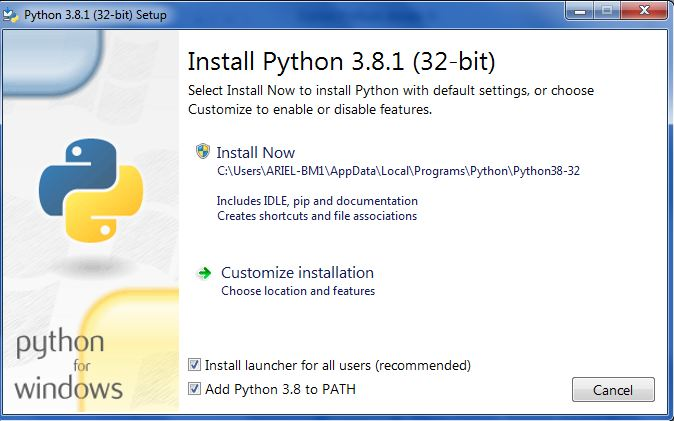 Python 3.8.1 (32-bit) Setup
Install Python 3.8.1 (32-bit)
Select Install Now to install Python with default settings, or choose
Customize to enable or disable features.
Install Now
C:\Users\ARIEL-BM1\AppData\Local\Programs\Python\Python38-32
Includes IDLE, pip and documentation
Creates shortcuts and file associations
Customize installation
Choose location and features
python
for
windows
Install launcher for all users (recommended)
Add Python 3.8 to PATH
Cancel